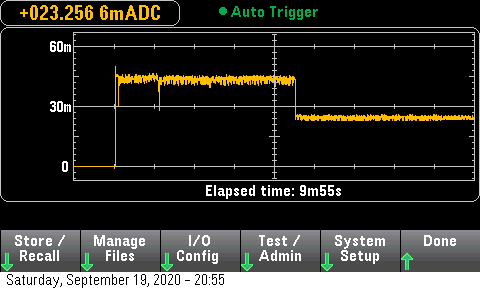 +023.256 6mADC
Auto Trigger
60m
30m
0
Elapsed time: 9m55s
Store / Recall
Manage Files
I/O Config
Test / Admin
System Setup
Done
Saturday, September 19, 2020 - 20:55